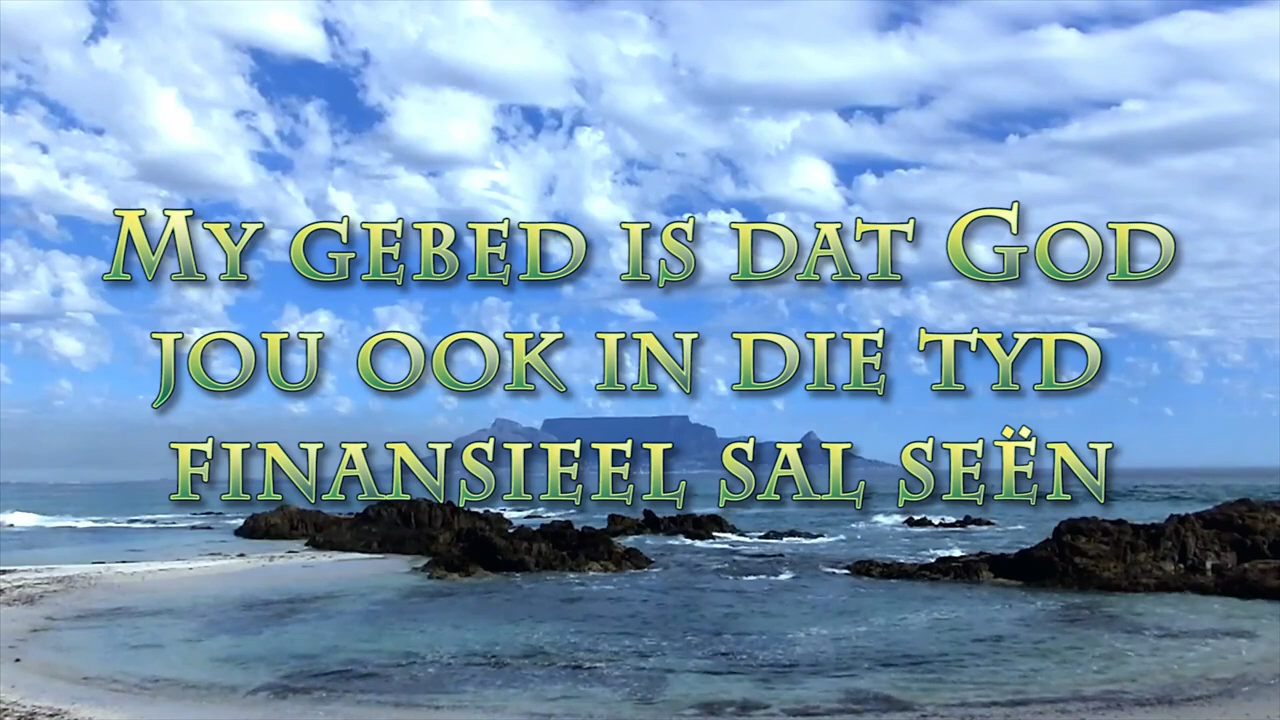 My gebed is dat God
jou ook in die tyd
finansieel sal seën